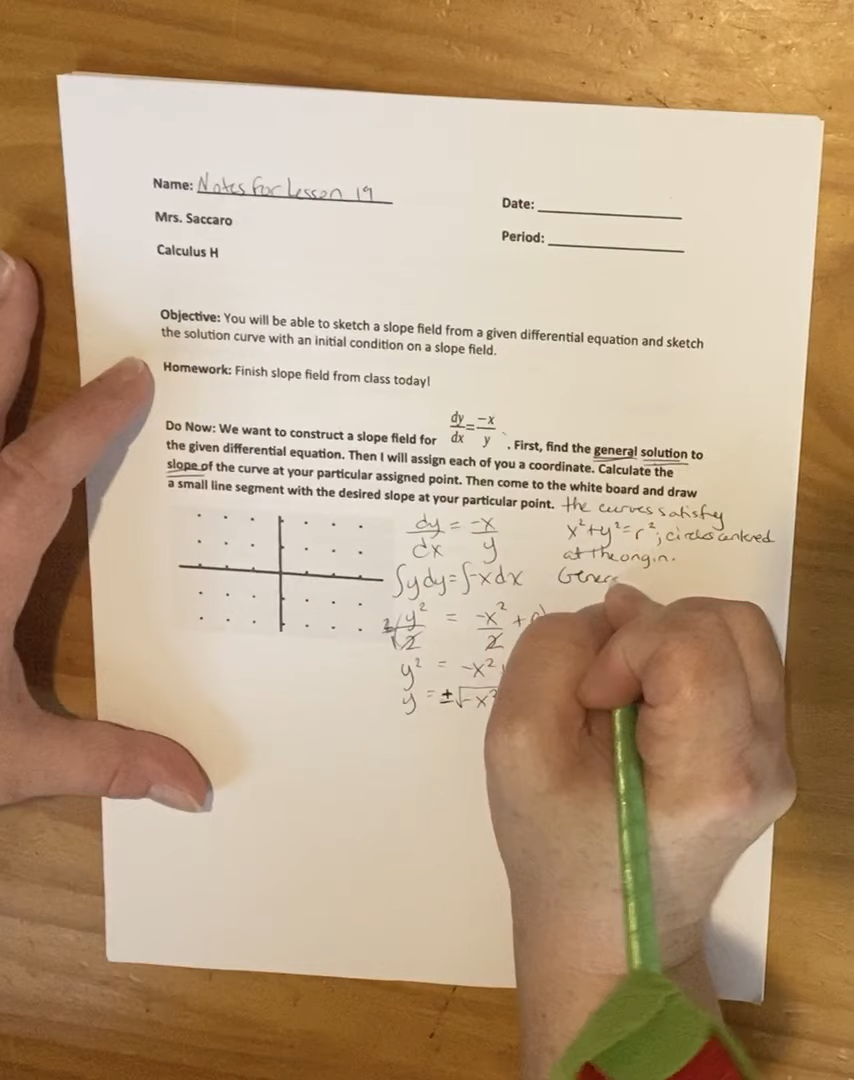 Name: Notes for Lesson 19
Date:
Mrs. Saccaro
Period:
Calculus H
Objective: You will be able to sketch a slope field from a given differential equation and sketch
the solution curve with an initial condition on a slope field.
Homework: Finish slope field from class today!
Do Now: We want to construct a slope field for dy/dx = -x/y. First, find the general solution to
the given differential equation. Then I will assign each of you a coordinate. Calculate the
slope of the curve at your particular assigned point. Then come to the white board and draw
a small line segment with the desired slope at your particular point.
the curves satisfy
x²+y²=r²; circles centered
at the origin.
Gener
dy/dx = -x/y
∫ydy=∫-xdx
y²/2 = -x²/2 +
y² = -x²
y = ±√-x²